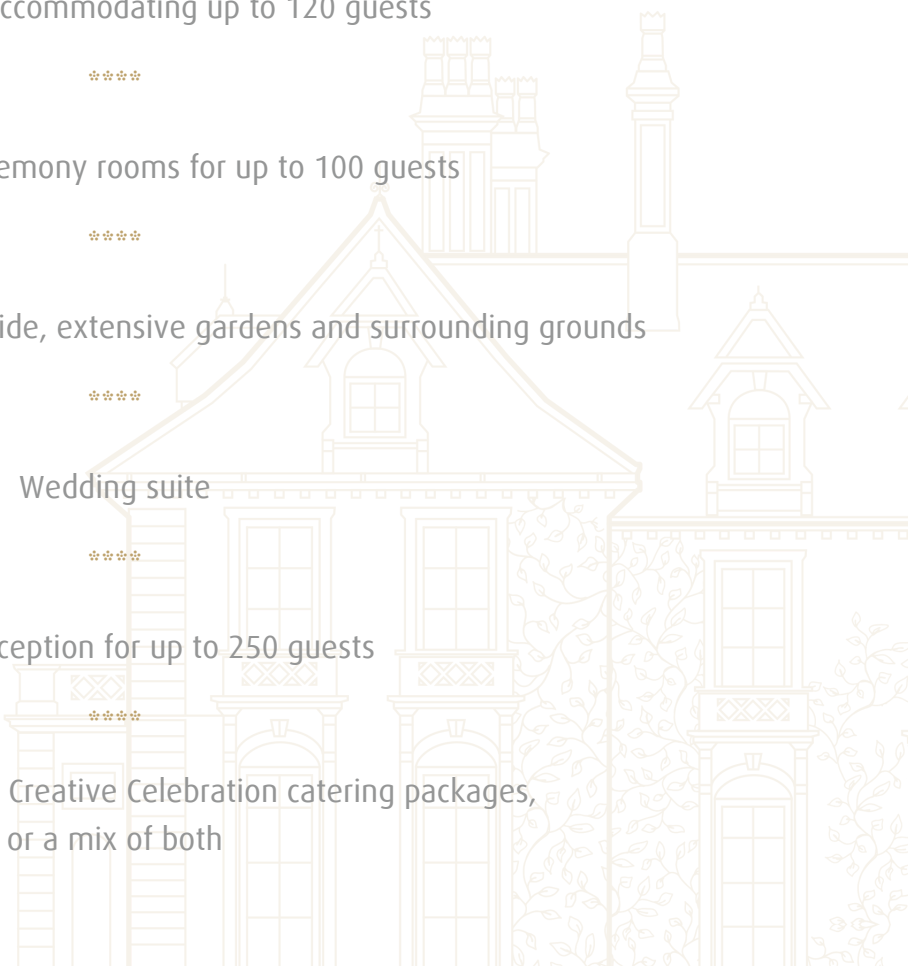 ccommodating up to 120 guests
emony rooms for up to 100 guests
ide, extensive gardens and surrounding grounds
Wedding suite
ception for up to 250 guests
Creative Celebration catering packages,
or a mix of both